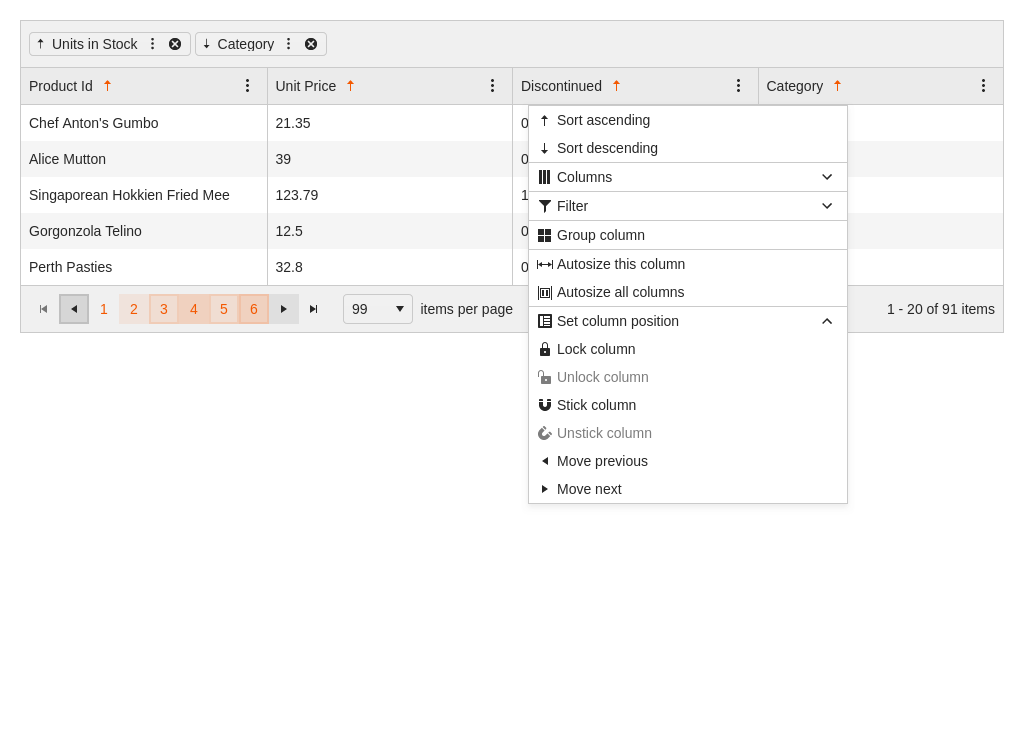 Units in Stock Category
Product Id Unit Price Discontinued Category
Chef Anton's Gumbo 21.35 0
Alice Mutton 39 0
Singaporean Hokkien Fried Mee 123.79 1
Gorgonzola Telino 12.5 0
Perth Pasties 32.8 0
1 2 3 4 5 6 99 items per page 1 - 20 of 91 items
Sort ascending
Sort descending
Columns
Filter
Group column
Autosize this column
Autosize all columns
Set column position
Lock column
Unlock column
Stick column
Unstick column
Move previous
Move next